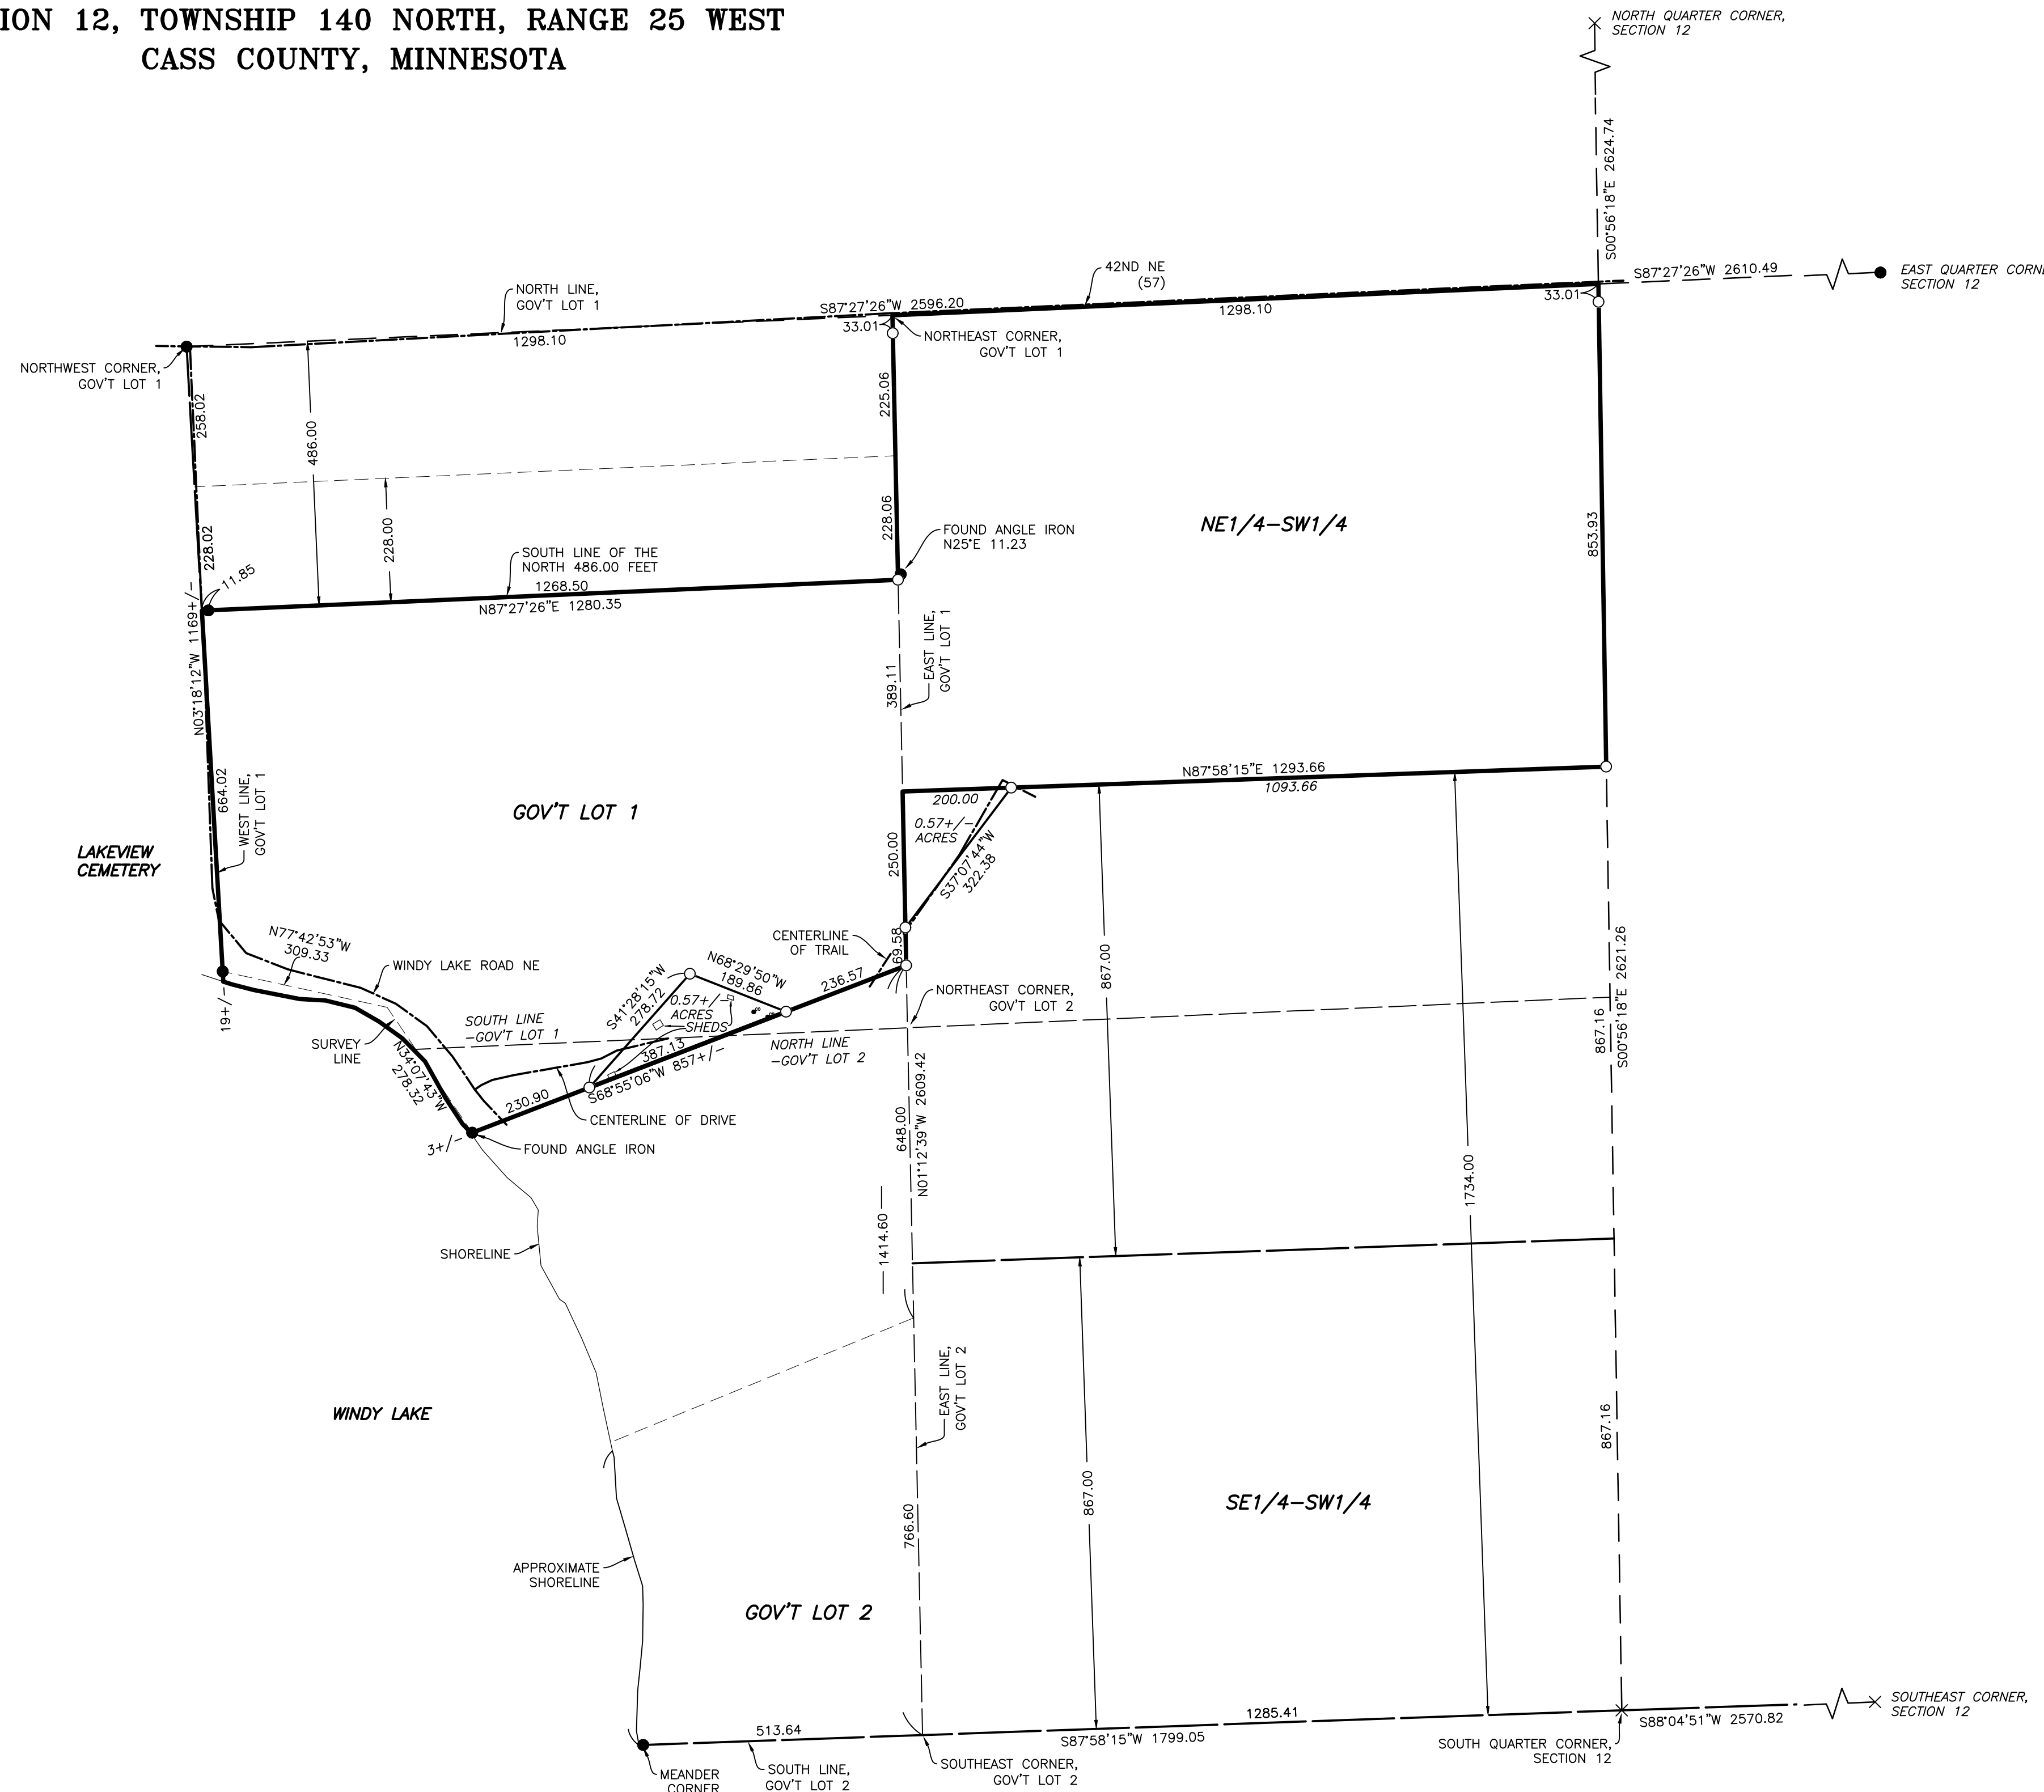 ION 12, TOWNSHIP 140 NORTH, RANGE 25 WEST
CASS COUNTY, MINNESOTA
NORTH QUARTER CORNER,
SECTION 12
S00°56'18"E 2624.74
S87°27'26"W 2610.49
EAST QUARTER CORNE
SECTION 12
42ND NE
(57)
NORTH LINE,
GOV'T LOT 1
S87°27'26"W 2596.20
1298.10
33.01
33.01
1298.10
NORTHEAST CORNER,
GOV'T LOT 1
NORTHWEST CORNER,
GOV'T LOT 1
258.02
486.00
225.06
228.02
228.00
228.06
NE1/4-SW1/4
853.93
FOUND ANGLE IRON
N25°E 11.23
SOUTH LINE OF THE
NORTH 486.00 FEET
1268.50
N87°27'26"E 1280.35
11.85
N03°18'12"W 1169+/-
664.02
WEST LINE,
GOV'T LOT 1
389.11
EAST LINE,
GOV'T LOT 1
GOV'T LOT 1
N87°58'15"E 1293.66
1093.66
200.00
0.57+/-
ACRES
250.00
S37°07'44"W
322.38
LAKEVIEW
CEMETERY
N77°42'53"W
309.33
WINDY LAKE ROAD NE
CENTERLINE
OF TRAIL
69.58
867.00
N68°29'50"W
189.86
236.57
S41°28'15"W
278.72
0.57+/-
ACRES
SHEDS
NORTHEAST CORNER,
GOV'T LOT 2
19+/-
SURVEY
LINE
SOUTH LINE
-GOV'T LOT 1
NORTH LINE
-GOV'T LOT 2
387.13
S68°55'06"W 857+/-
N34°07'43"W
278.32
230.90
CENTERLINE OF DRIVE
867.16
S00°56'18"E 2621.26
3+/-
FOUND ANGLE IRON
648.00
N01°12'39"W 2609.42
1734.00
1414.60
SHORELINE
EAST LINE,
GOV'T LOT 2
WINDY LAKE
867.16
867.00
SE1/4-SW1/4
766.60
APPROXIMATE
SHORELINE
GOV'T LOT 2
513.64
1285.41
S87°58'15"W 1799.05
S88°04'51"W 2570.82
SOUTHEAST CORNER,
SECTION 12
SOUTH QUARTER CORNER,
SECTION 12
MEANDER
CORNER
SOUTH LINE,
GOV'T LOT 2
SOUTHEAST CORNER,
GOV'T LOT 2